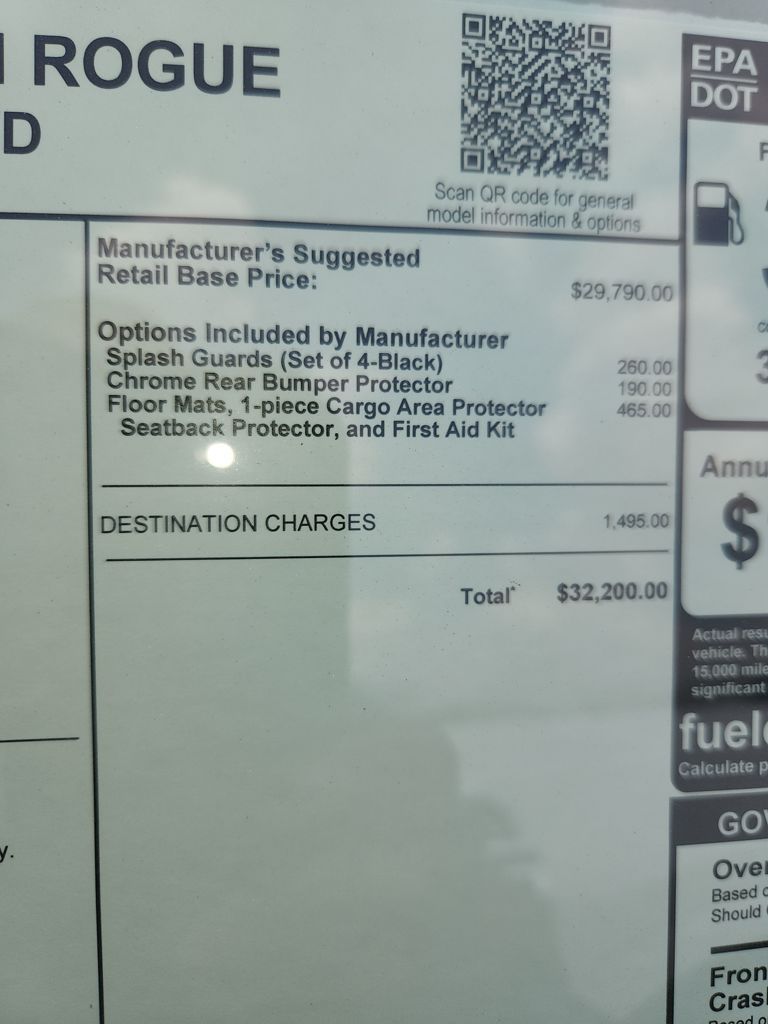 ROGUE
D
Scan QR code for general
model information & options
EPA
DOT
Manufacturer's Suggested
Retail Base Price:
$29,790.00
Options Included by Manufacturer
Splash Guards (Set of 4-Black) 260.00
Chrome Rear Bumper Protector 190.00
Floor Mats, 1-piece Cargo Area Protector 465.00
Seatback Protector, and First Aid Kit
DESTINATION CHARGES 1,495.00
Total* $32,200.00
y.
F
3
Annu
$
Actual resu
vehicle. Th
15,000 mile
significant
fuele
Calculate p
GOV
Over
Based o
Should
Fron
Cras
Based o